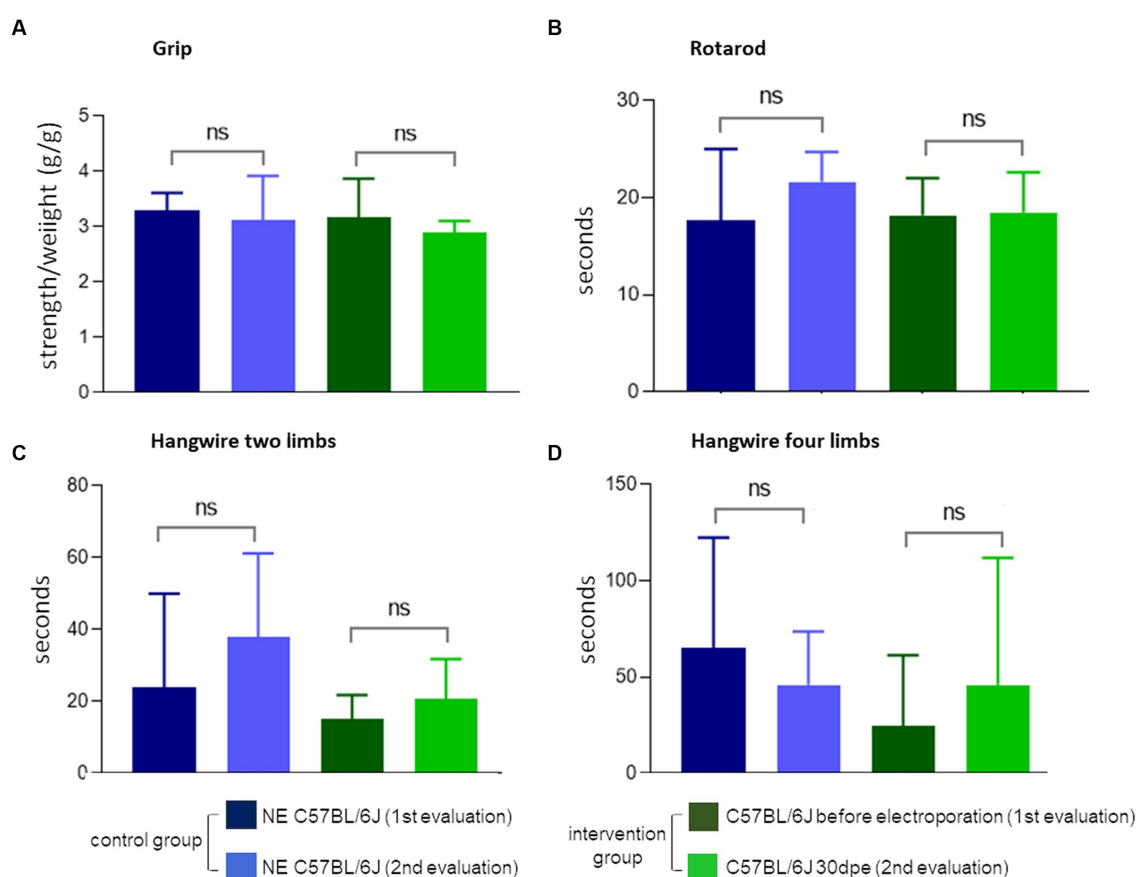 A
Grip
5
4
3
2
1
0
strength/weiight (g/g)
ns
ns
B
Rotarod
30
20
10
0
seconds
ns
ns
C
Hangwire two limbs
80
60
40
20
0
seconds
ns
ns
D
Hangwire four limbs
150
100
50
0
seconds
ns
ns
control group
NE C57BL/6J (1st evaluation)
NE C57BL/6J (2nd evaluation)
intervention
group
C57BL/6J before electroporation (1st evaluation)
C57BL/6J 30dpe (2nd evaluation)